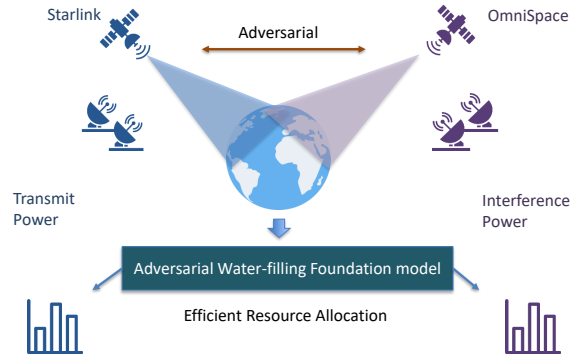 Starlink
OmniSpace
Adversarial
Transmit
Power
Interference
Power
Adversarial Water-filling Foundation model
Efficient Resource Allocation